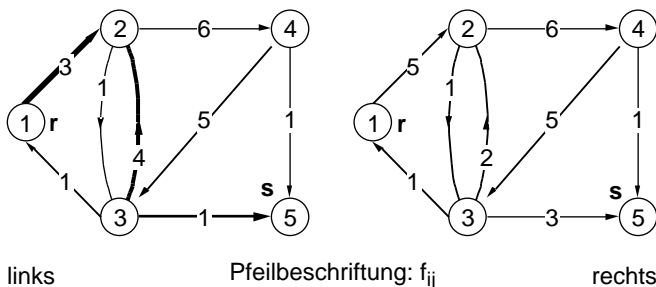 2 6 4
3 1 5 1
1 r 4
1 s
3 1 5
2 6 4
5 1 5 1
1 r 2
1 s
3 3 5
links Pfeilbeschriftung: fij rechts